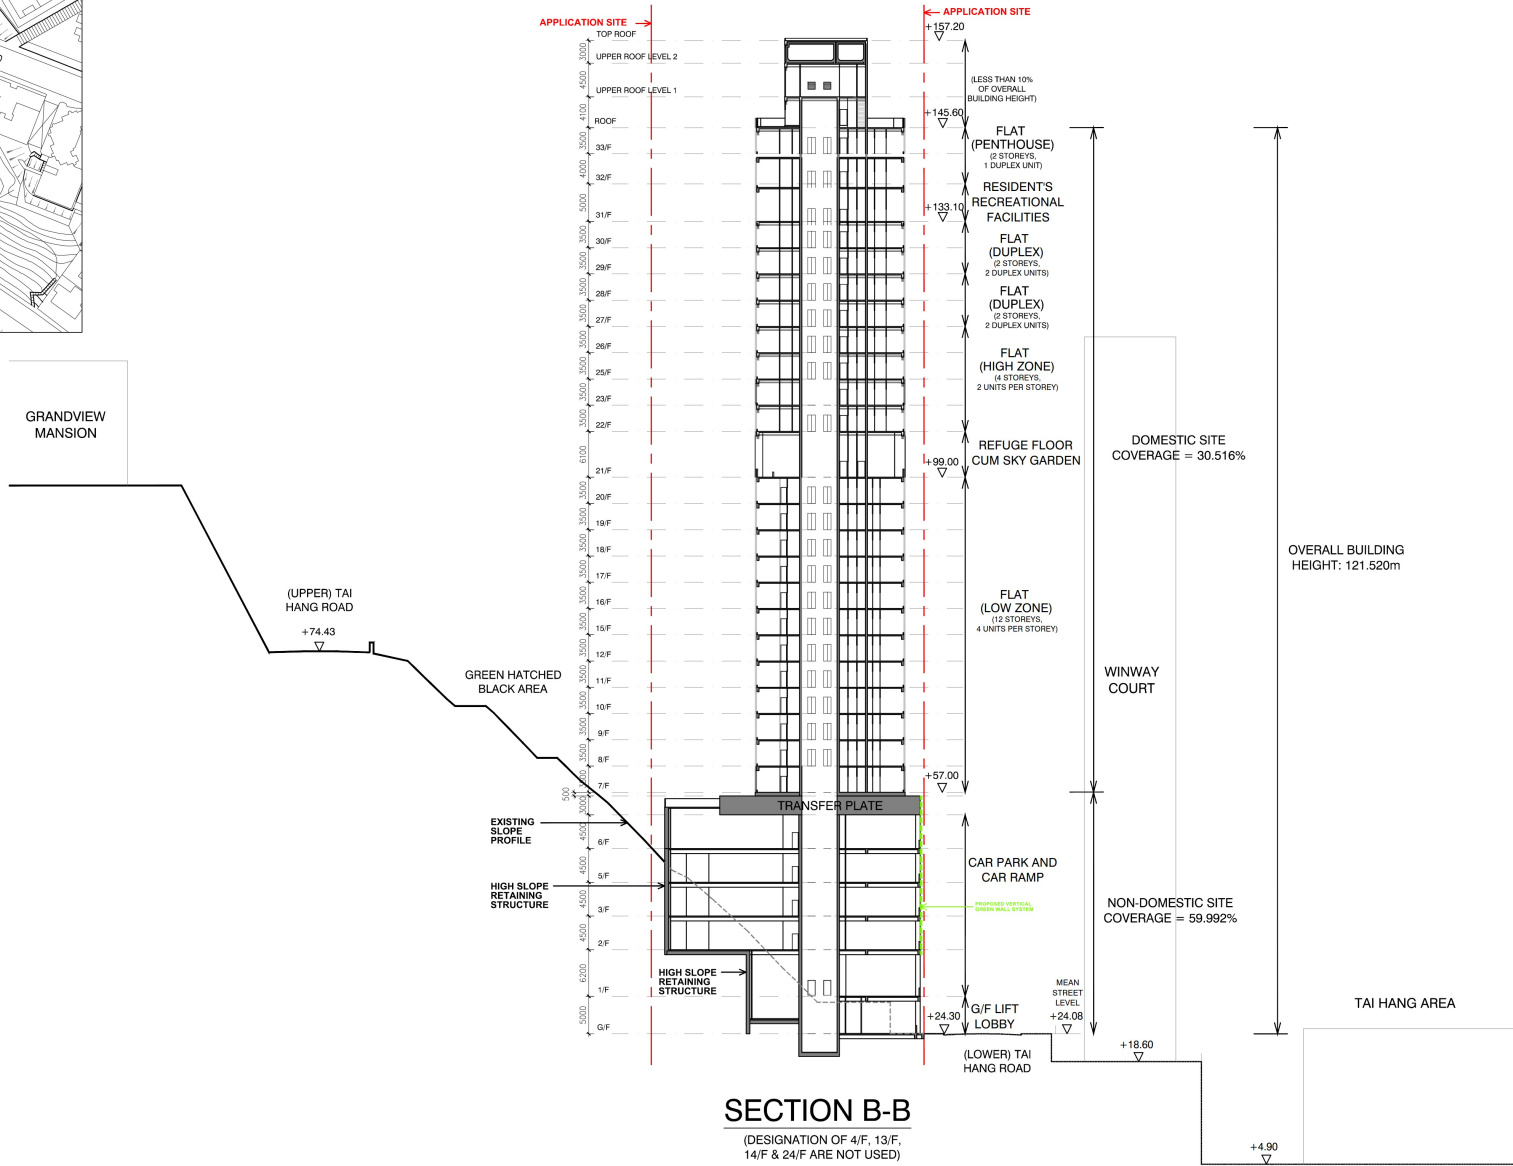 APPLICATION SITE
APPLICATION SITE
+157.20
TOP ROOF
3000
UPPER ROOF LEVEL 2
4500
UPPER ROOF LEVEL 1
4100
ROOF
3500
33/F
4000
32/F
5000
31/F
3500
30/F
3500
29/F
3500
28/F
3500
27/F
3500
26/F
3500
25/F
3500
23/F
3500
22/F
6100
21/F
3500
20/F
3500
19/F
3500
18/F
3500
17/F
3500
16/F
3500
15/F
3500
12/F
3500
11/F
3500
10/F
3500
9/F
3500
8/F
7/F
500
3000
4500
6/F
4500
5/F
4500
3/F
4500
2/F
6200
1/F
5000
G/F
(LESS THAN 10%
OF OVERALL
BUILDING HEIGHT)
+145.60
FLAT
(PENTHOUSE)
(2 STOREYS,
1 DUPLEX UNIT)
RESIDENT'S
RECREATIONAL
FACILITIES
+133.10
FLAT
(DUPLEX)
(2 STOREYS,
2 DUPLEX UNITS)
FLAT
(DUPLEX)
(2 STOREYS,
2 DUPLEX UNITS)
FLAT
(HIGH ZONE)
(4 STOREYS,
2 UNITS PER STOREY)
REFUGE FLOOR
CUM SKY GARDEN
+99.00
FLAT
(LOW ZONE)
(12 STOREYS,
4 UNITS PER STOREY)
+57.00
TRANSFER PLATE
CAR PARK AND
CAR RAMP
PROPOSED VERTICAL
GREEN WALL SYSTEM
G/F LIFT
LOBBY
+24.30
(LOWER) TAI
HANG ROAD
MEAN
STREET
LEVEL
+24.08
+18.60
+4.90
DOMESTIC SITE
COVERAGE = 30.516%
WINWAY
COURT
NON-DOMESTIC SITE
COVERAGE = 59.992%
OVERALL BUILDING
HEIGHT: 121.520m
TAI HANG AREA
GRANDVIEW
MANSION
(UPPER) TAI
HANG ROAD
+74.43
GREEN HATCHED
BLACK AREA
EXISTING
SLOPE
PROFILE
HIGH SLOPE
RETAINING
STRUCTURE
HIGH SLOPE
RETAINING
STRUCTURE
SECTION B-B
(DESIGNATION OF 4/F, 13/F,
14/F & 24/F ARE NOT USED)